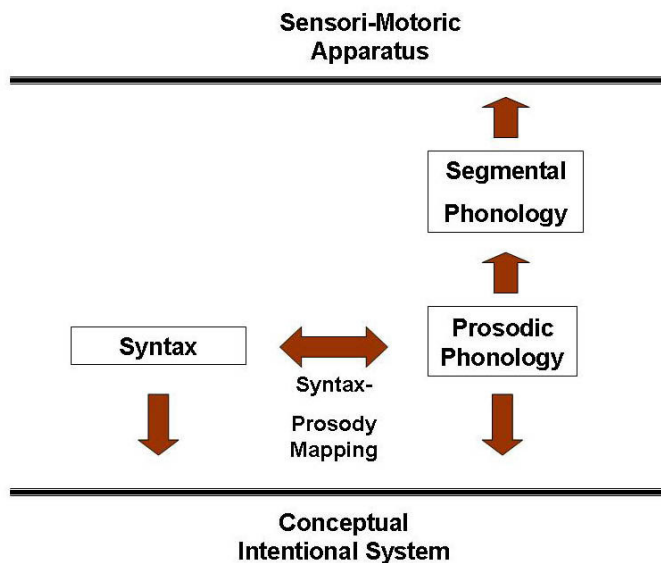 Sensori-Motoric
Apparatus
Segmental
Phonology
Syntax
Prosodic
Phonology
Syntax-
Prosody
Mapping
Conceptual
Intentional System